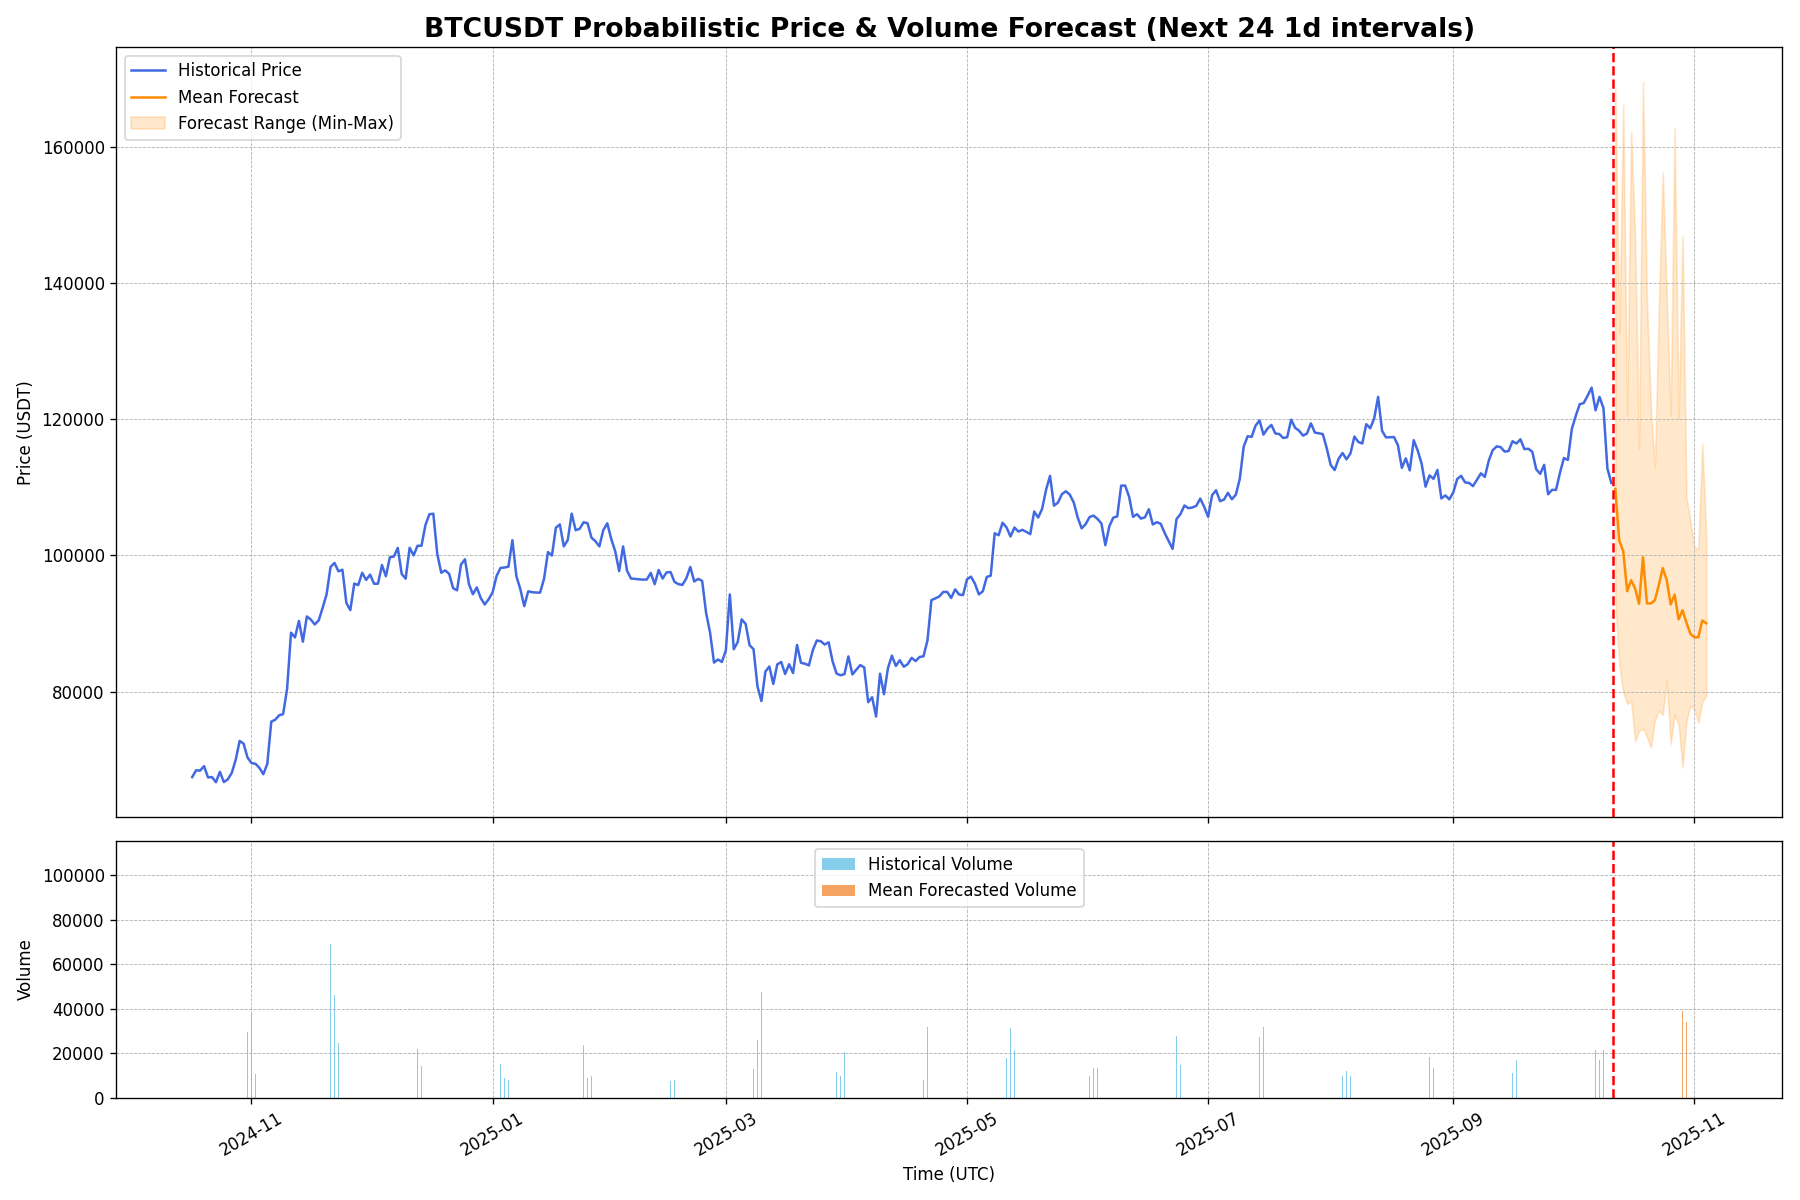 BTCUSDT Probabilistic Price & Volume Forecast (Next 24 1d intervals)
Historical Price
Mean Forecast
Forecast Range (Min-Max)
160000
140000
120000
100000
80000
Price (USDT)
Historical Volume
Mean Forecasted Volume
100000
80000
60000
40000
20000
0
Volume
2024-11
2025-01
2025-03
2025-05
2025-07
2025-09
2025-11
Time (UTC)